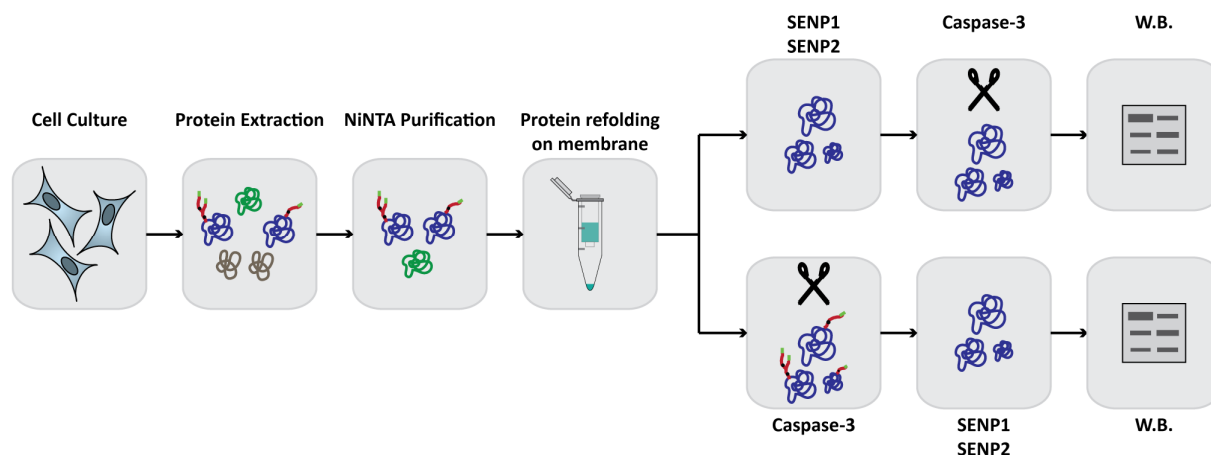 SENP1
SENP2
Caspase-3
W.B.
Cell Culture
Protein Extraction
NiNTA Purification
Protein refolding
on membrane
Caspase-3
SENP1
SENP2
W.B.